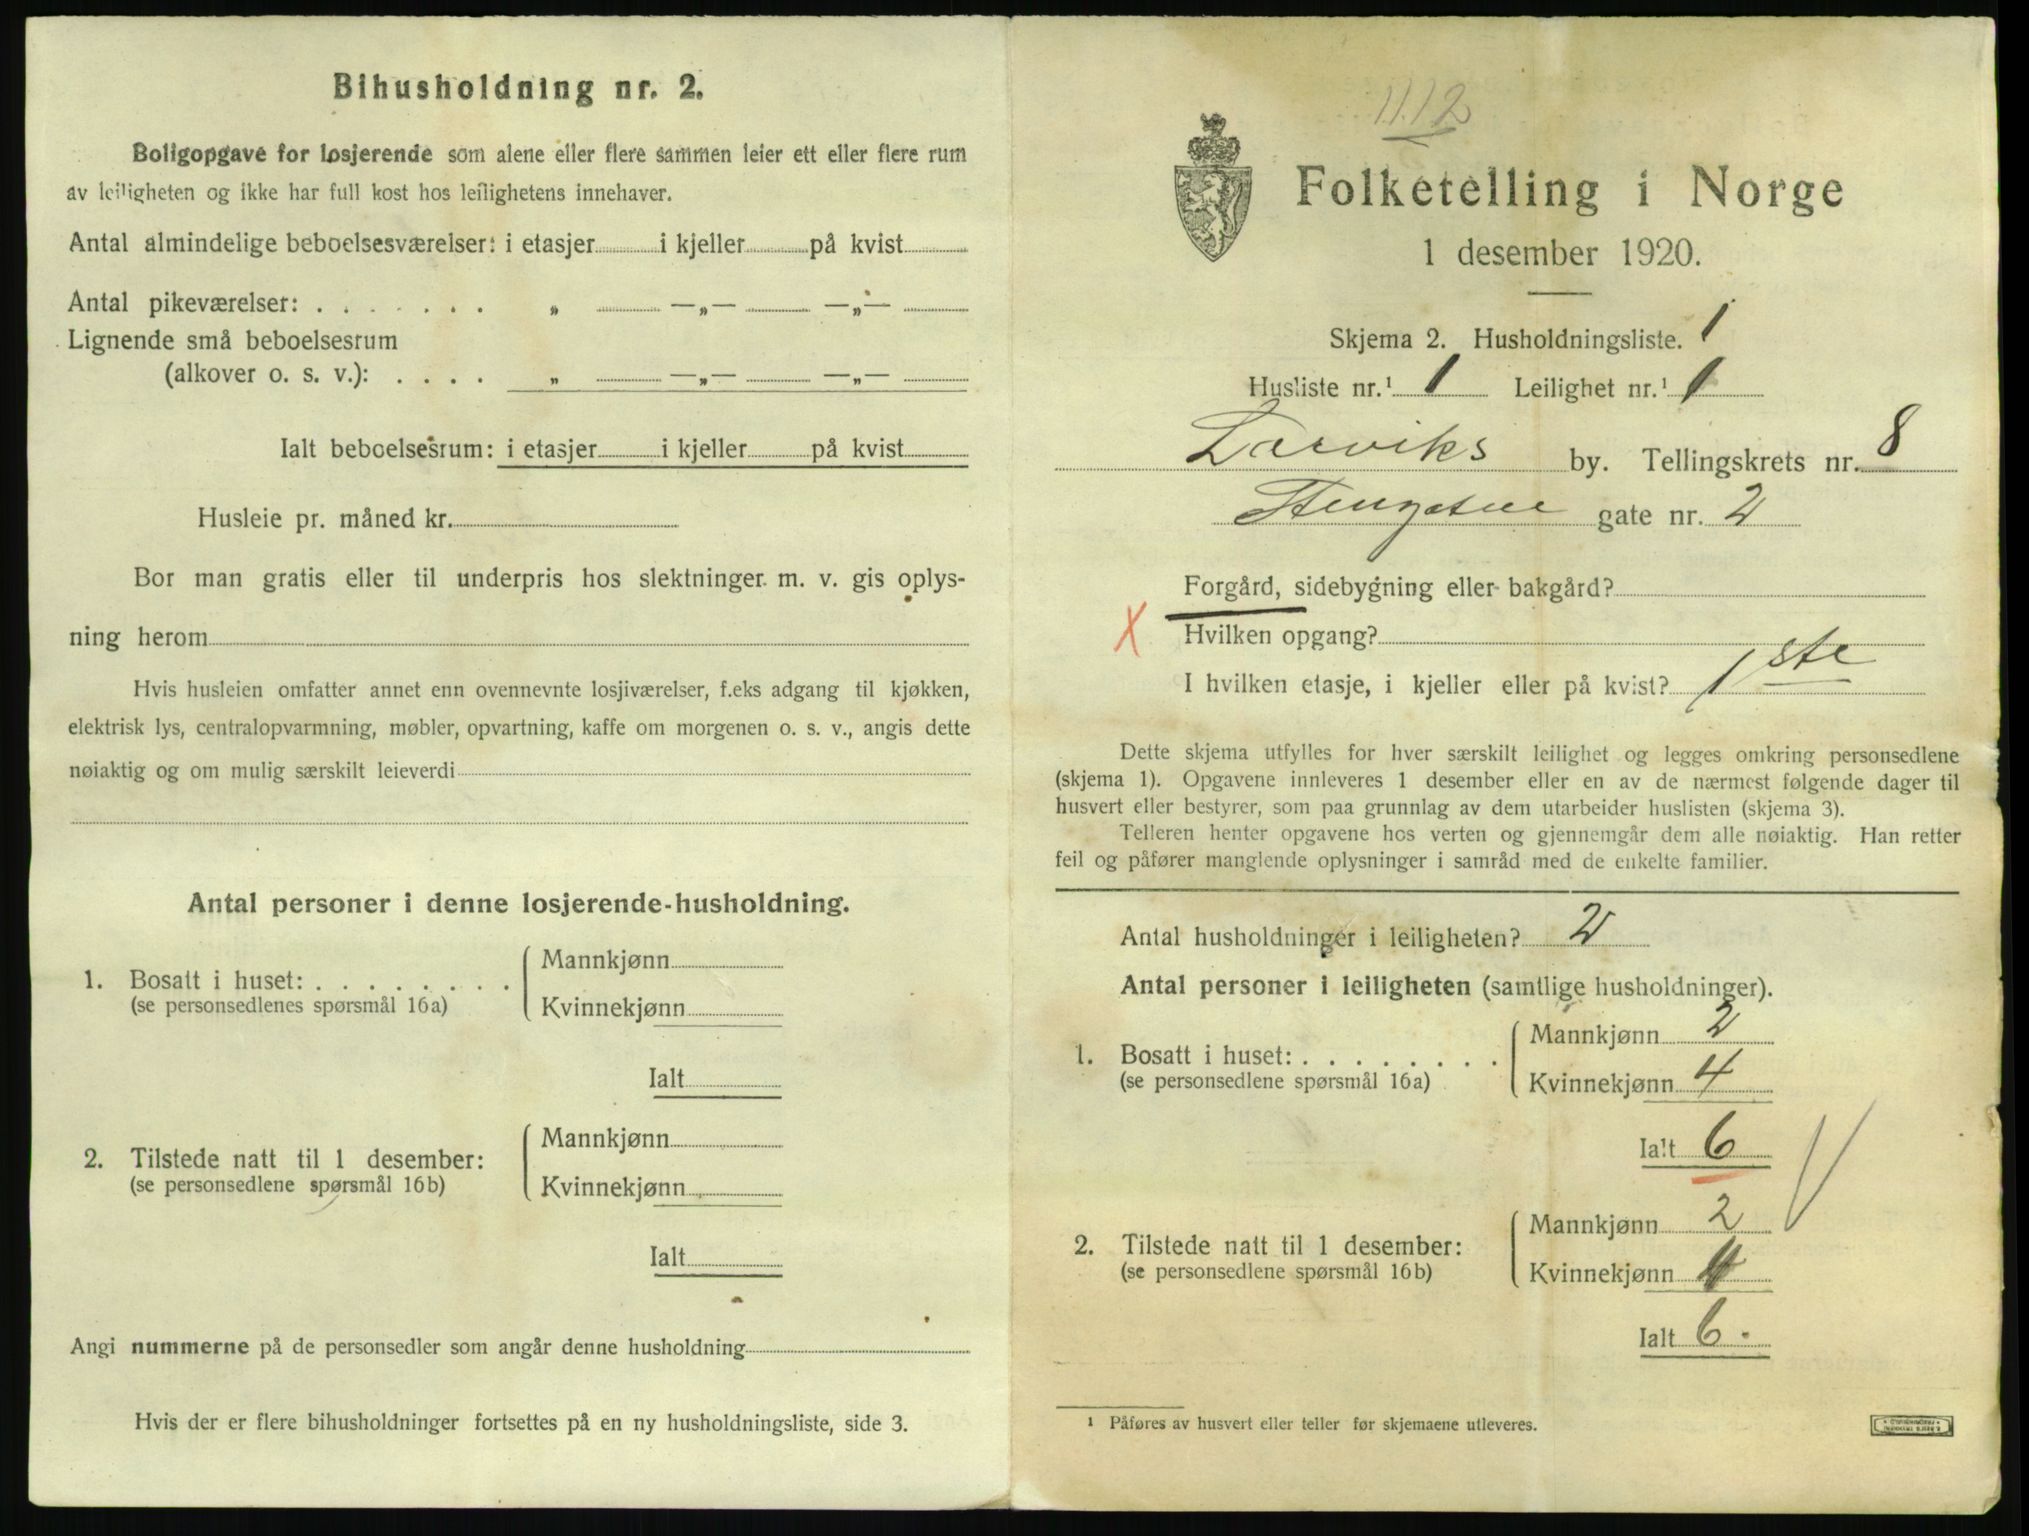 Bihusholdning nr. 2.
Boligopgave for losjerende som alene eller flere sammen leier ett eller flere rum
av leiligheten og ikke har full kost hos leilighetens innehaver.
Antal almindelige beboelsesværelser: i etasjer i kjeller på kvist
Antal pikeværelser: . . . . . . . „ —„— —„—
Lignende små beboelsesrum
(alkover o. s. v.): . . . . „ —„— —„—
Ialt beboelsesrum: i etasjer i kjeller på kvist
Husleie pr. måned kr.
Bor man gratis eller til underpris hos slektninger m. v. gis oplys-
ning herom
Hvis husleien omfatter annet enn ovennevnte losjiværelser, f.eks adgang til kjøkken,
elektrisk lys, centralopvarmning, møbler, opvartning, kaffe om morgenen o. s. v., angis dette
nøiaktig og om mulig særskilt leieverdi
Antal personer i denne losjerende-husholdning.
1. Bosatt i huset: . . . . . . . .
(se personsedlenes spørsmål 16a)
Mannkjønn
Kvinnekjønn
Ialt
2. Tilstede natt til 1 desember:
(se personsedlene spørsmål 16b)
Mannkjønn
Kvinnekjønn
Ialt
Angi nummerne på de personsedler som angår denne husholdning
Hvis der er flere bihusholdninger fortsettes på en ny husholdningsliste, side 3.
1112
Folketelling i Norge
1 desember 1920.
Skjema 2. Husholdningsliste. 1
Husliste nr.¹ 1 Leilighet nr.¹ 1
Larviks by. Tellingskrets nr. 8
Stengatene gate nr. 2
Forgård, sidebygning eller bakgård?
X Hvilken opgang?
I hvilken etasje, i kjeller eller på kvist? 1ste
Dette skjema utfylles for hver særskilt leilighet og legges omkring personsedlene
(skjema 1). Opgavene innleveres 1 desember eller en av de nærmest følgende dager til
husvert eller bestyrer, som paa grunnlag av dem utarbeider huslisten (skjema 3).
Telleren henter opgavene hos verten og gjennemgår dem alle nøiaktig. Han retter
feil og påfører manglende oplysninger i samråd med de enkelte familier.
Antal husholdninger i leiligheten? 2
Antal personer i leiligheten (samtlige husholdninger).
1. Bosatt i huset: . . . . . . . .
(se personsedlene spørsmål 16a)
Mannkjønn 2
Kvinnekjønn 4
Ialt 6
2. Tilstede natt til 1 desember:
(se personsedlene spørsmål 16b)
Mannkjønn 2
Kvinnekjønn 4
Ialt 6.
¹ Påføres av husvert eller teller før skjemaene utleveres.